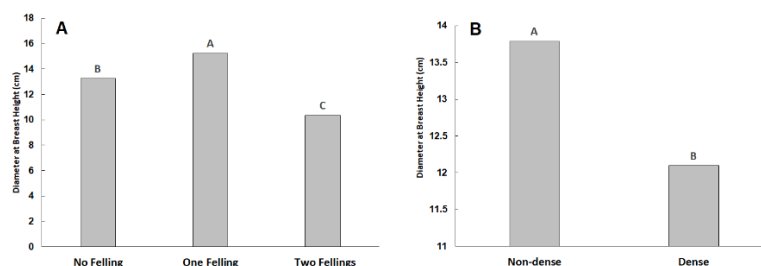 A
Diameter at Breast Height (cm)
18
16
14
12
10
8
6
4
2
0
B
A
C
No Felling One Felling Two Fellings
B
Diameter at Breast Height (cm)
14
13.5
13
12.5
12
11.5
11
A
B
Non-dense Dense